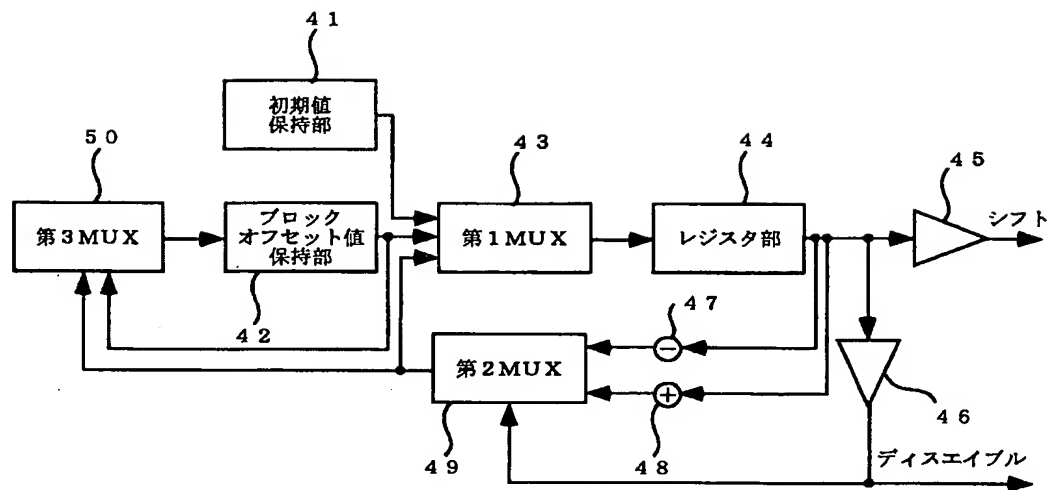 ４１
初期値
保持部
５０
４３
４４
４５
第３ＭＵＸ
ブロック
オフセット値
保持部
第１ＭＵＸ
レジスタ部
シフト
４２
４７
−
第２ＭＵＸ
＋
４６
４９
４８
ディスエイブル